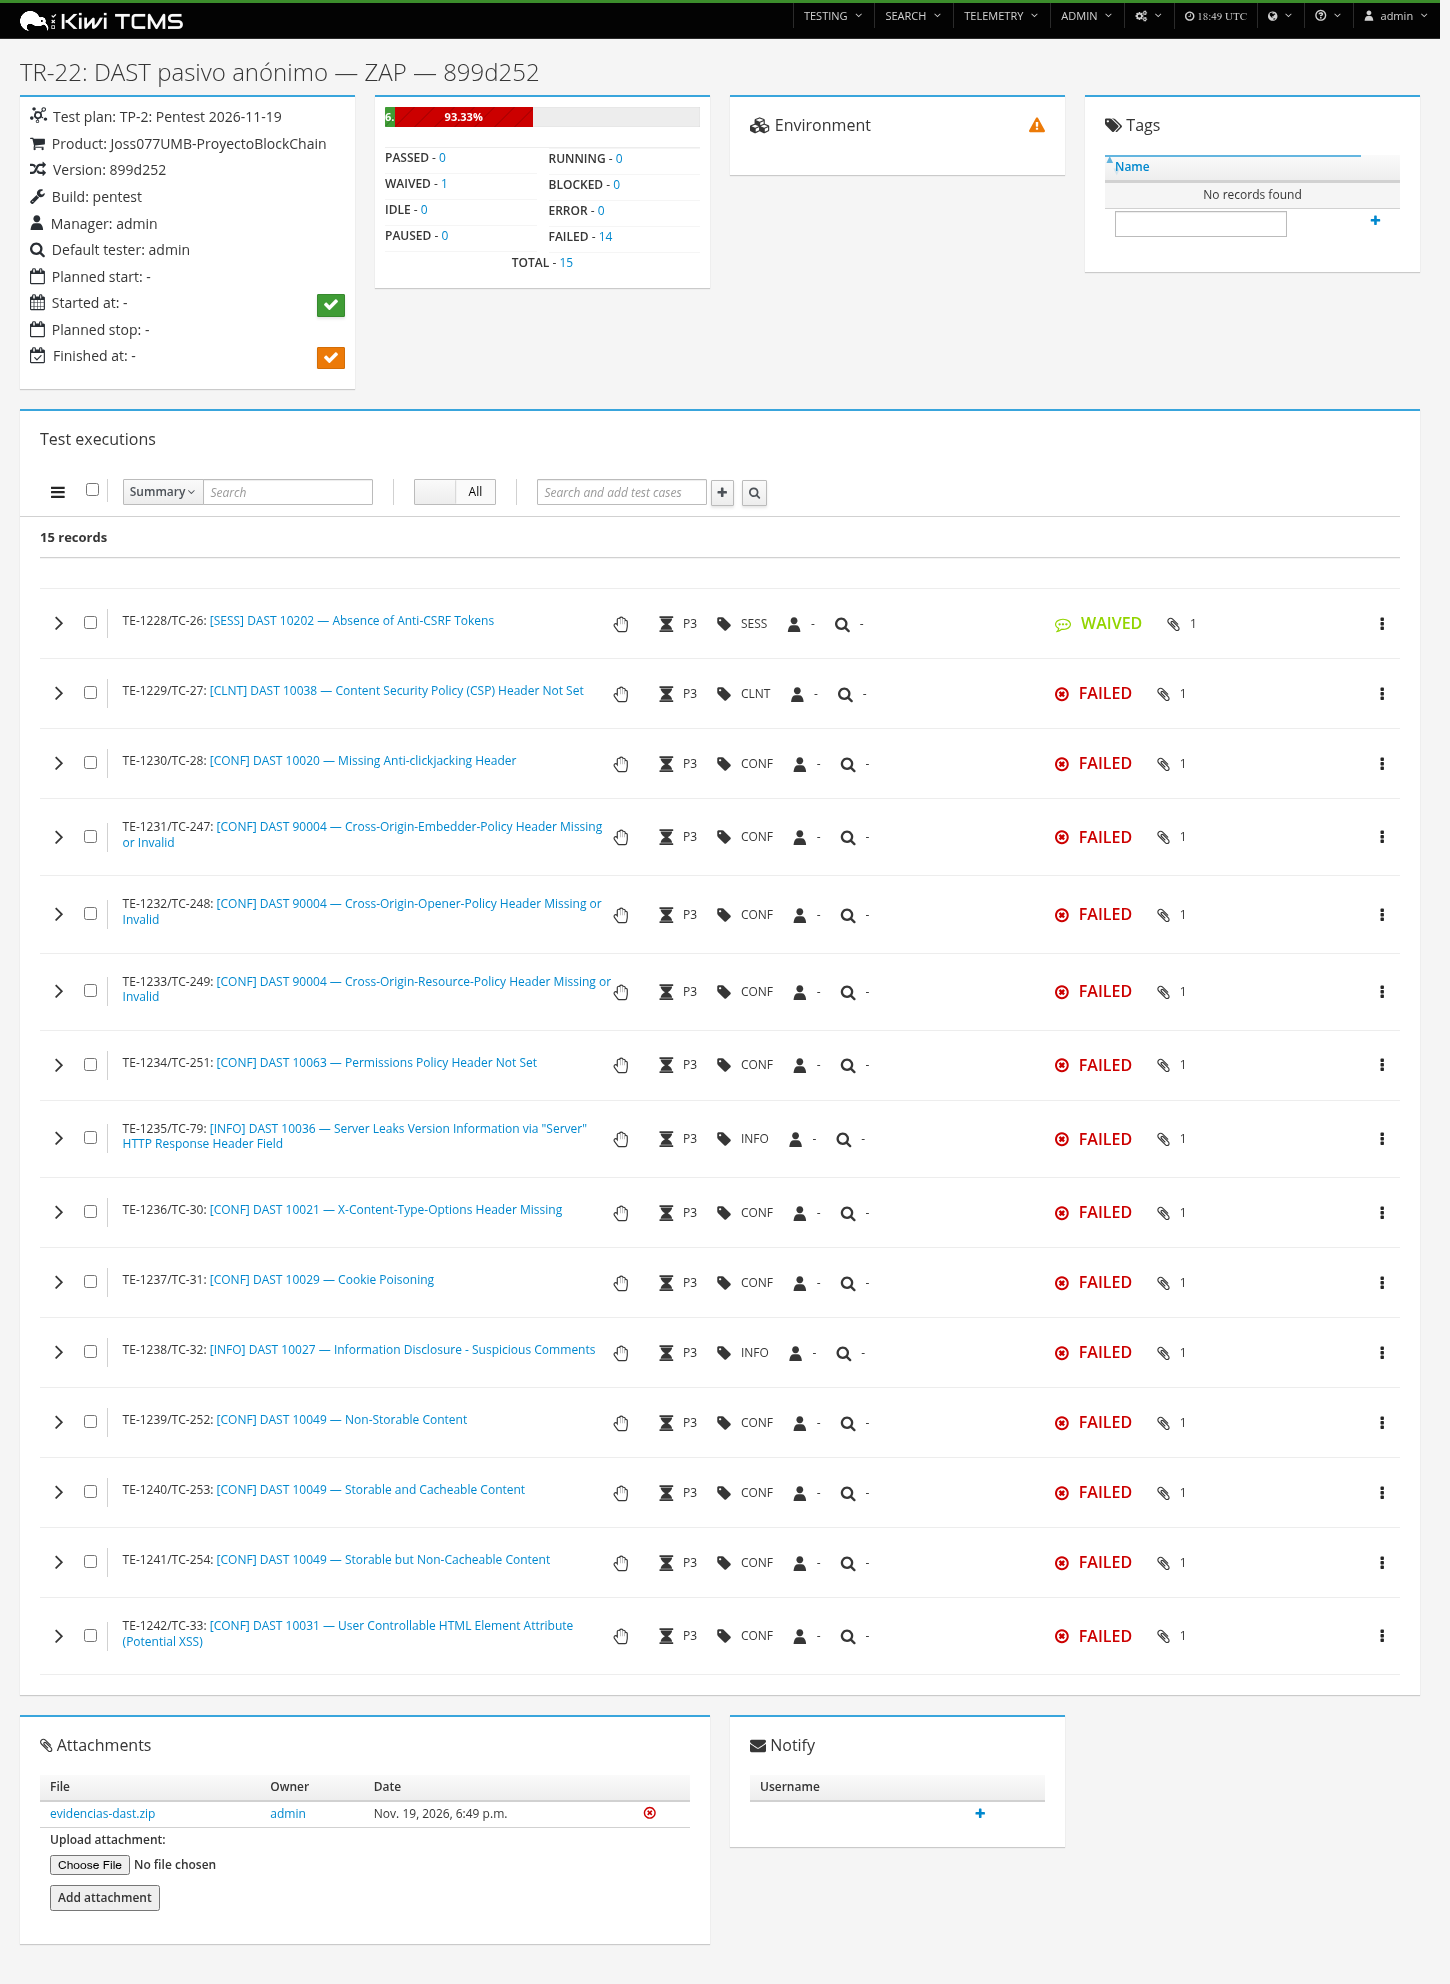 Kiwi TCMS
TESTING SEARCH TELEMETRY ADMIN 18:49 UTC admin
TR-22: DAST pasivo anónimo — ZAP — 899d252
Test plan: TP-2: Pentest 2026-11-19
Product: Joss077UMB-ProyectoBlockChain
Version: 899d252
Build: pentest
Manager: admin
Default tester: admin
Planned start: -
Started at: -
Planned stop: -
Finished at: -
6. 93.33%
PASSED - 0 RUNNING - 0
WAIVED - 1 BLOCKED - 0
IDLE - 0 ERROR - 0
PAUSED - 0 FAILED - 14
TOTAL - 15
Environment
Tags
Name
No records found
Test executions
Summary Search All Search and add test cases
15 records
TE-1228/TC-26: [SESS] DAST 10202 — Absence of Anti-CSRF Tokens P3 SESS - - WAIVED 1
TE-1229/TC-27: [CLNT] DAST 10038 — Content Security Policy (CSP) Header Not Set P3 CLNT - - FAILED 1
TE-1230/TC-28: [CONF] DAST 10020 — Missing Anti-clickjacking Header P3 CONF - - FAILED 1
TE-1231/TC-247: [CONF] DAST 90004 — Cross-Origin-Embedder-Policy Header Missing
or Invalid P3 CONF - - FAILED 1
TE-1232/TC-248: [CONF] DAST 90004 — Cross-Origin-Opener-Policy Header Missing or
Invalid P3 CONF - - FAILED 1
TE-1233/TC-249: [CONF] DAST 90004 — Cross-Origin-Resource-Policy Header Missing or
Invalid P3 CONF - - FAILED 1
TE-1234/TC-251: [CONF] DAST 10063 — Permissions Policy Header Not Set P3 CONF - - FAILED 1
TE-1235/TC-79: [INFO] DAST 10036 — Server Leaks Version Information via "Server"
HTTP Response Header Field P3 INFO - - FAILED 1
TE-1236/TC-30: [CONF] DAST 10021 — X-Content-Type-Options Header Missing P3 CONF - - FAILED 1
TE-1237/TC-31: [CONF] DAST 10029 — Cookie Poisoning P3 CONF - - FAILED 1
TE-1238/TC-32: [INFO] DAST 10027 — Information Disclosure - Suspicious Comments P3 INFO - - FAILED 1
TE-1239/TC-252: [CONF] DAST 10049 — Non-Storable Content P3 CONF - - FAILED 1
TE-1240/TC-253: [CONF] DAST 10049 — Storable and Cacheable Content P3 CONF - - FAILED 1
TE-1241/TC-254: [CONF] DAST 10049 — Storable but Non-Cacheable Content P3 CONF - - FAILED 1
TE-1242/TC-33: [CONF] DAST 10031 — User Controllable HTML Element Attribute
(Potential XSS) P3 CONF - - FAILED 1
Attachments
File Owner Date
evidencias-dast.zip admin Nov. 19, 2026, 6:49 p.m.
Upload attachment:
Choose File No file chosen
Add attachment
Notify
Username